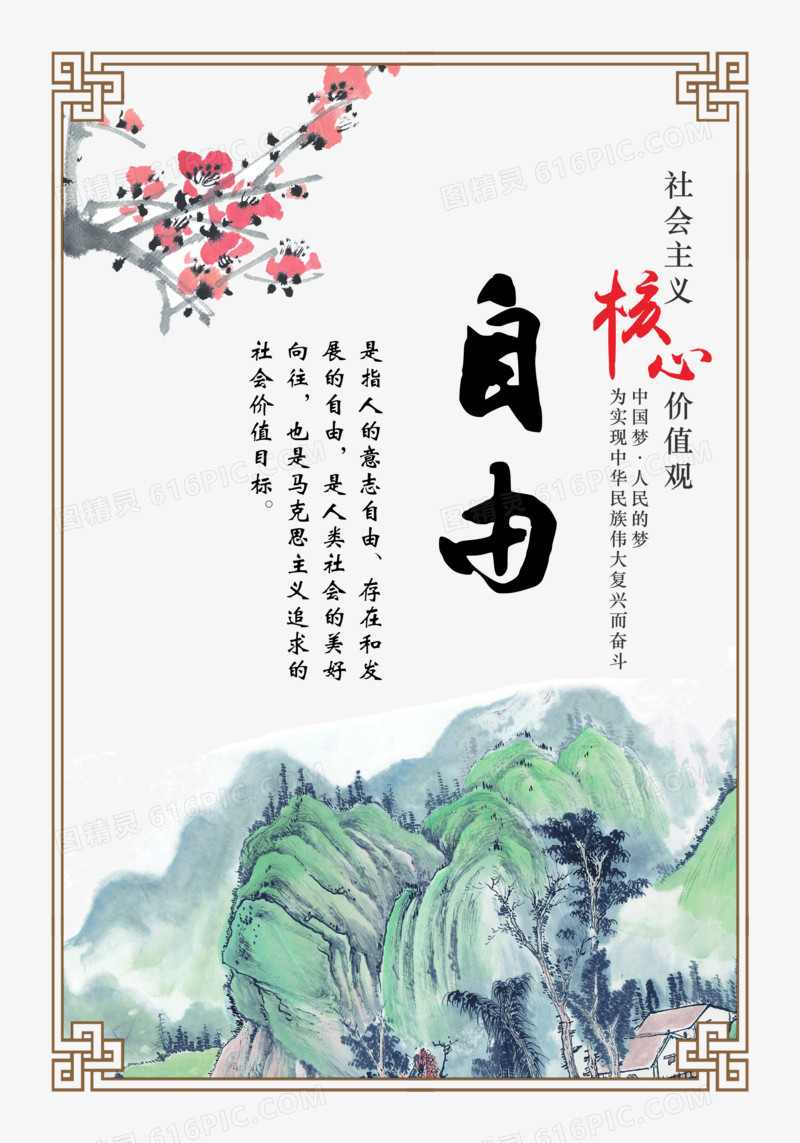 社会主义核心价值观
中国梦·人民的梦
为实现中华民族伟大复兴而奋斗
自由
是指人的意志自由、存在和发
展的自由，是人类社会的美好
向往，也是马克思主义追求的
社会价值目标。
图精灵 616PIC.COM